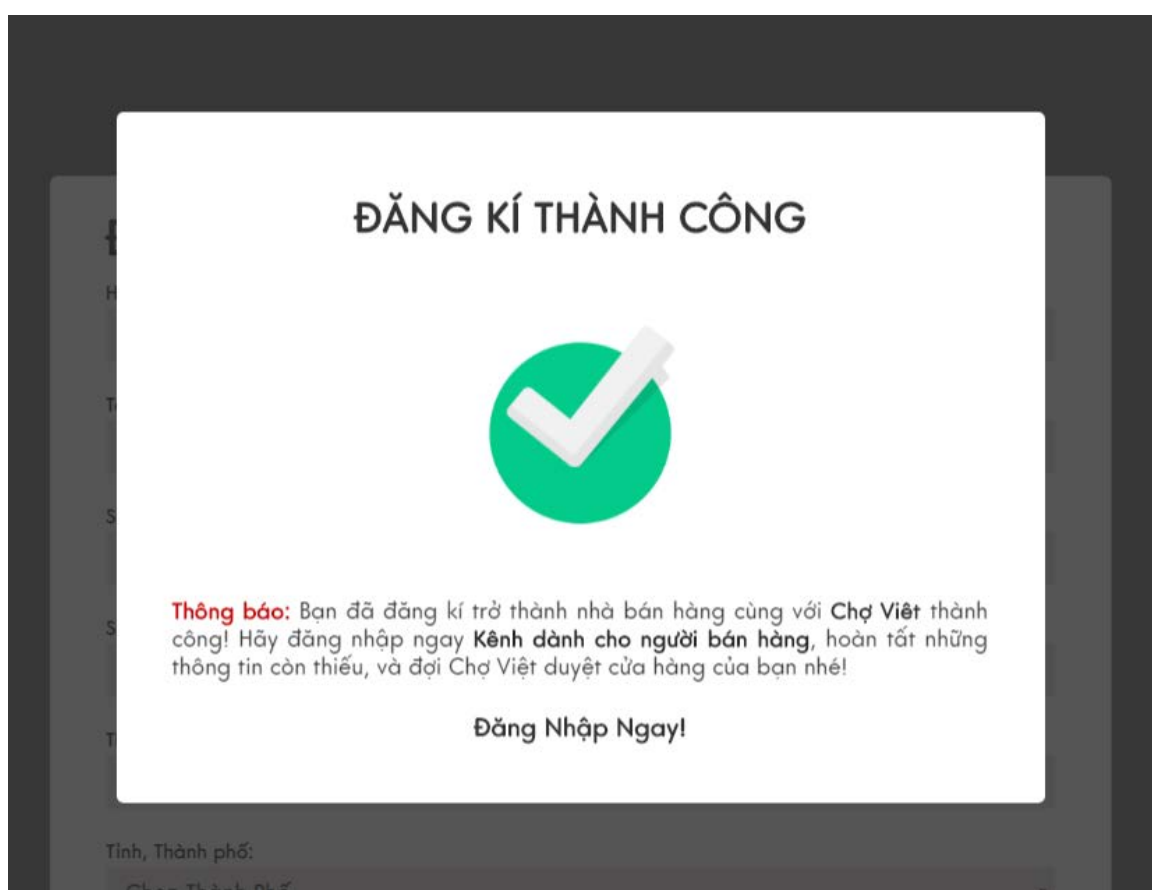 ĐĂNG KÍ THÀNH CÔNG
Thông báo: Bạn đã đăng kí trở thành nhà bán hàng cùng với Chợ Viêt thành
công! Hãy đăng nhập ngay Kênh dành cho người bán hàng, hoàn tất những
thông tin còn thiếu, và đợi Chợ Việt duyệt cửa hàng của bạn nhé!
Đăng Nhập Ngay!
Tỉnh, Thành phố: